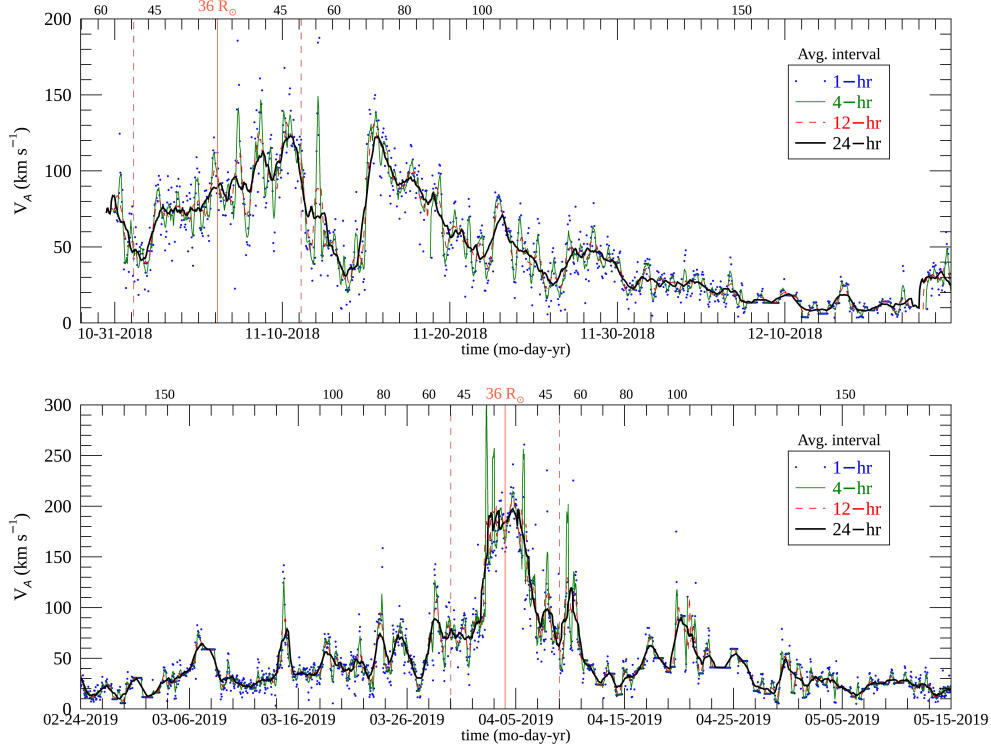 36 R☉
60 45 45 60 80 100 150
200
150
100
50
0
V_A (km s⁻¹)
Avg. interval
1−hr
4−hr
12−hr
24−hr
10-31-2018 11-10-2018 11-20-2018 11-30-2018 12-10-2018
time (mo-day-yr)
150 100 80 60 45 36 R☉ 45 60 80 100 150
300
250
200
150
100
50
0
V_A (km s⁻¹)
Avg. interval
1−hr
4−hr
12−hr
24−hr
02-24-2019 03-06-2019 03-16-2019 03-26-2019 04-05-2019 04-15-2019 04-25-2019 05-05-2019 05-15-2019
time (mo-day-yr)